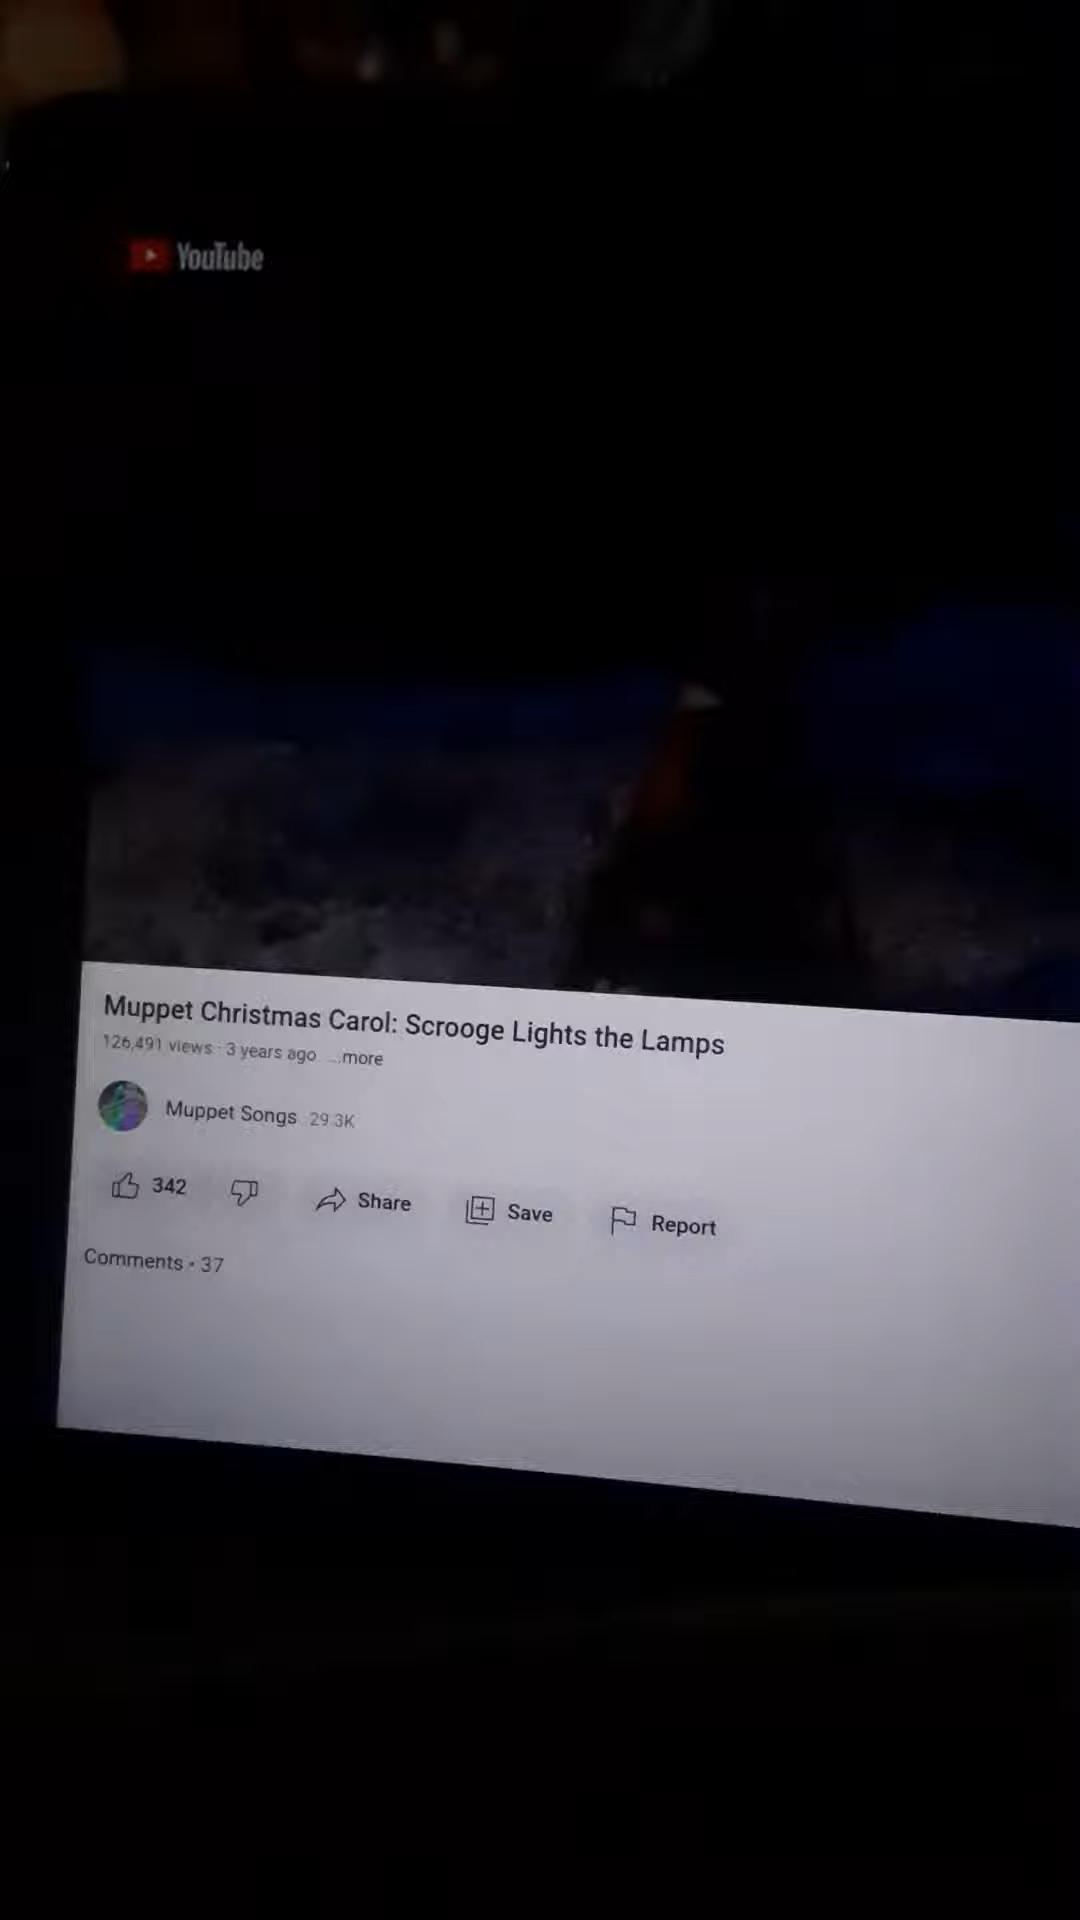 YouTube
Muppet Christmas Carol: Scrooge Lights the Lamps
126,491 views · 3 years ago ...more
Muppet Songs 29.3K
342 Share Save Report
Comments • 37